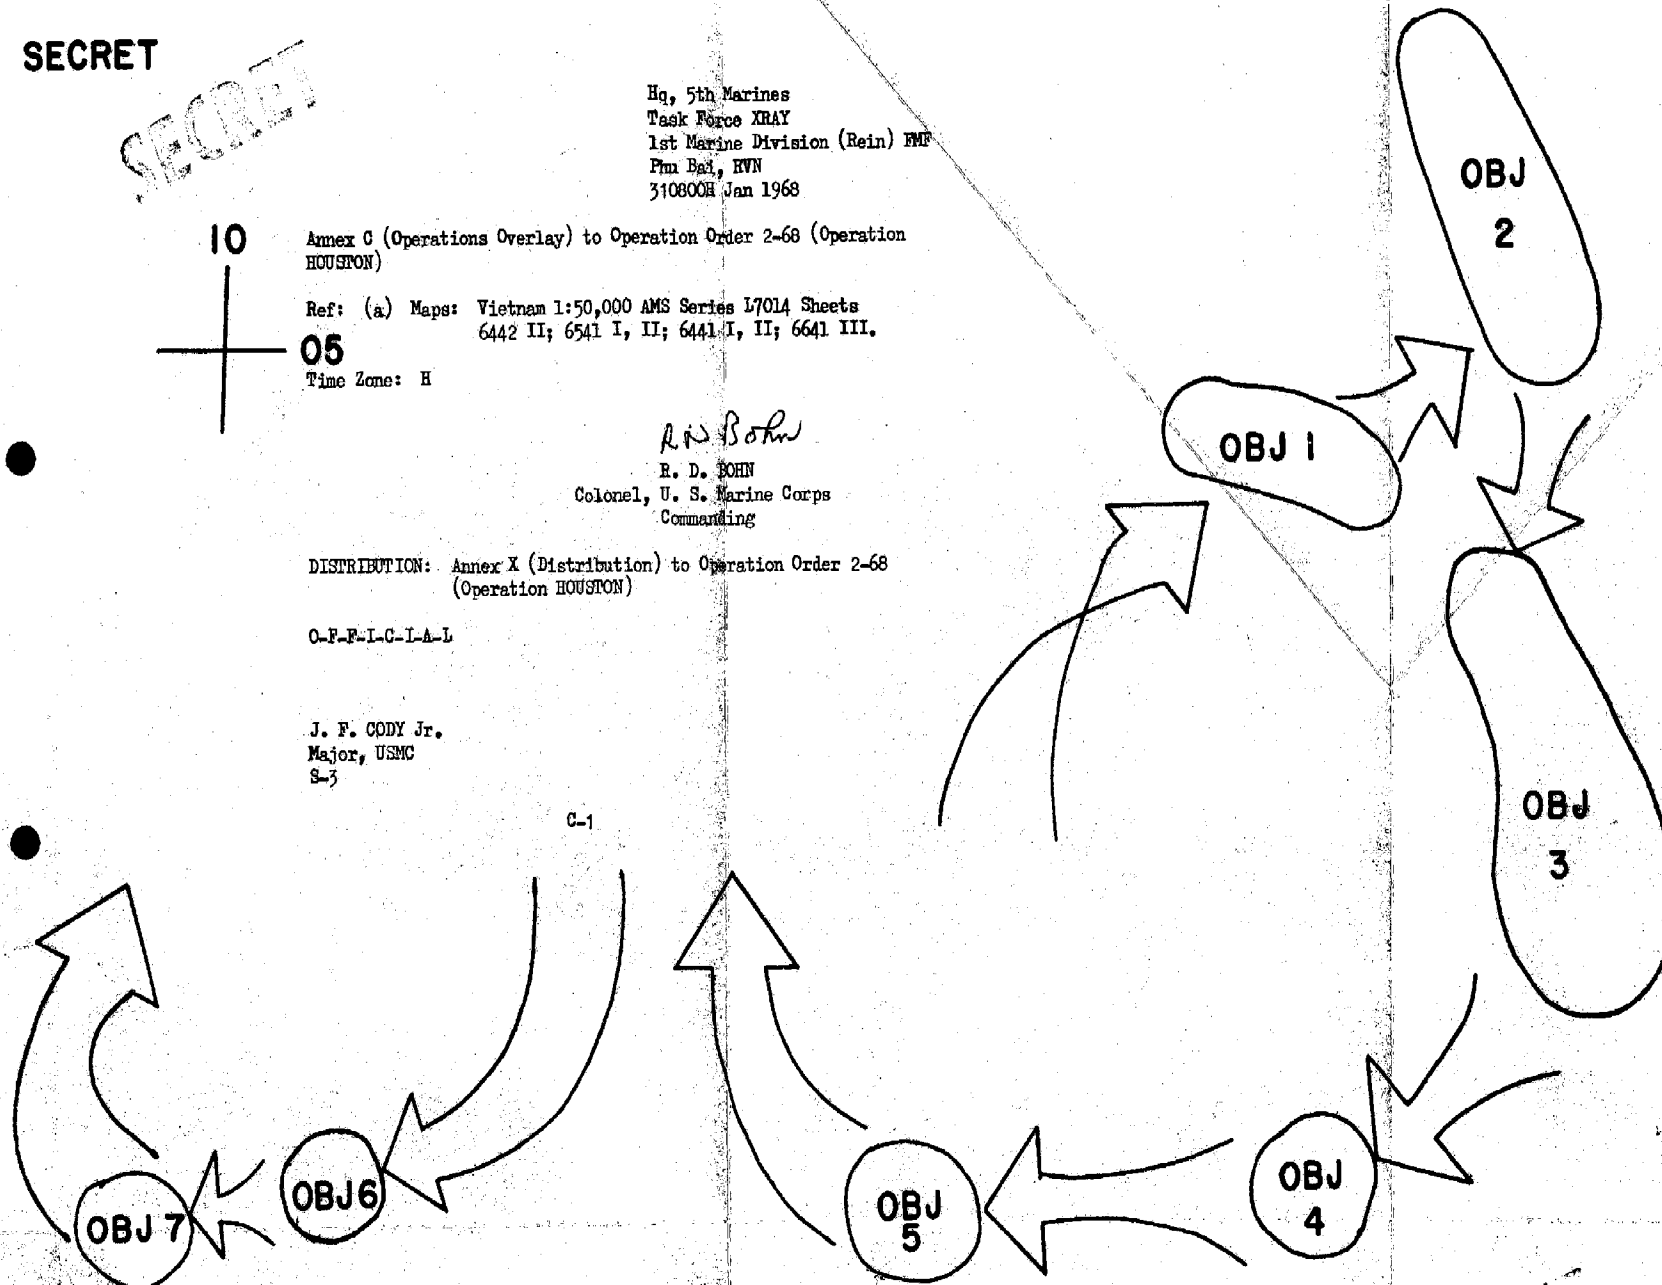 SECRET
SECRET
Hq, 5th Marines
Task Force XRAY
1st Marine Division (Rein) FMF
Phu Bai, RVN
310800H Jan 1968
10
Annex C (Operations Overlay) to Operation Order 2-68 (Operation
HOUSTON)
Ref: (a) Maps: Vietnam 1:50,000 AMS Series L7014 Sheets
6442 II; 6541 I, II; 6441 I, II; 6641 III.
05
Time Zone: H
R D Bohn
R. D. BOHN
Colonel, U. S. Marine Corps
Commanding
DISTRIBUTION: Annex X (Distribution) to Operation Order 2-68
(Operation HOUSTON)
O-F-F-I-C-I-A-L
J. F. CODY Jr.
Major, USMC
S-3
C-1
OBJ
2
OBJ 1
OBJ
3
OBJ
4
OBJ
5
OBJ6
OBJ 7